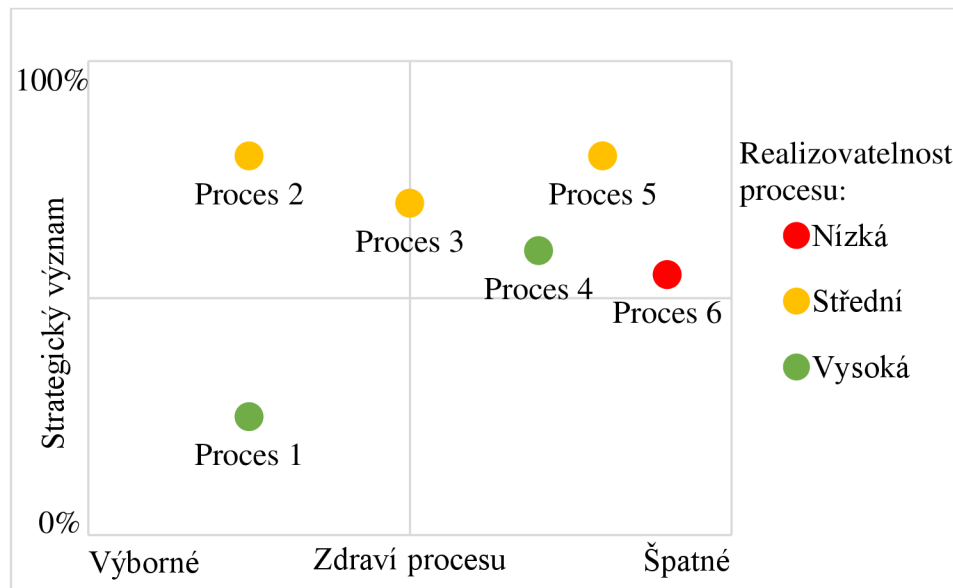 100%
Realizovatelnost
procesu:
Proces 2
Proces 5
Proces 3
Nízká
Proces 4
Proces 6
Střední
Strategický význam
Vysoká
Proces 1
0%
Výborné
Zdraví procesu
Špatné